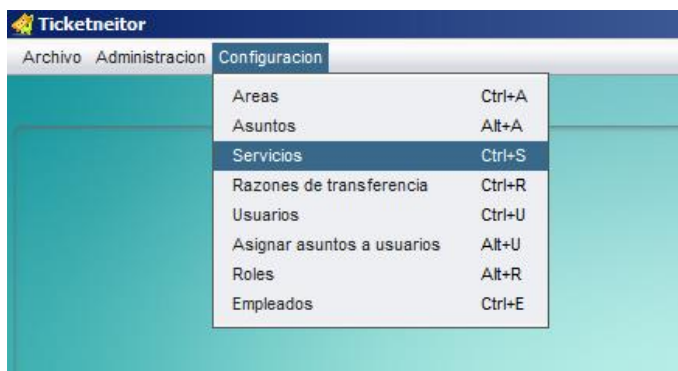 Ticketneitor
Archivo Administracion Configuracion
Areas Ctrl+A
Asuntos Alt+A
Servicios Ctrl+S
Razones de transferencia Ctrl+R
Usuarios Ctrl+U
Asignar asuntos a usuarios Alt+U
Roles Alt+R
Empleados Ctrl+E